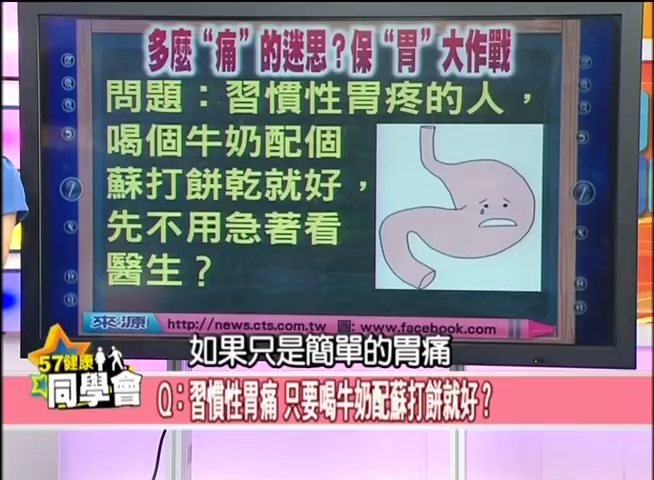 多麼“痛”的迷思？保“胃”大作戰
問題：習慣性胃疼的人，
喝個牛奶配個
蘇打餅乾就好，
先不用急著看
醫生？
來源 http://news.cts.com.tw 圖: www.facebook.com
如果只是簡單的胃痛
57健康
同學會
Q：習慣性胃痛 只要喝牛奶配蘇打餅就好？